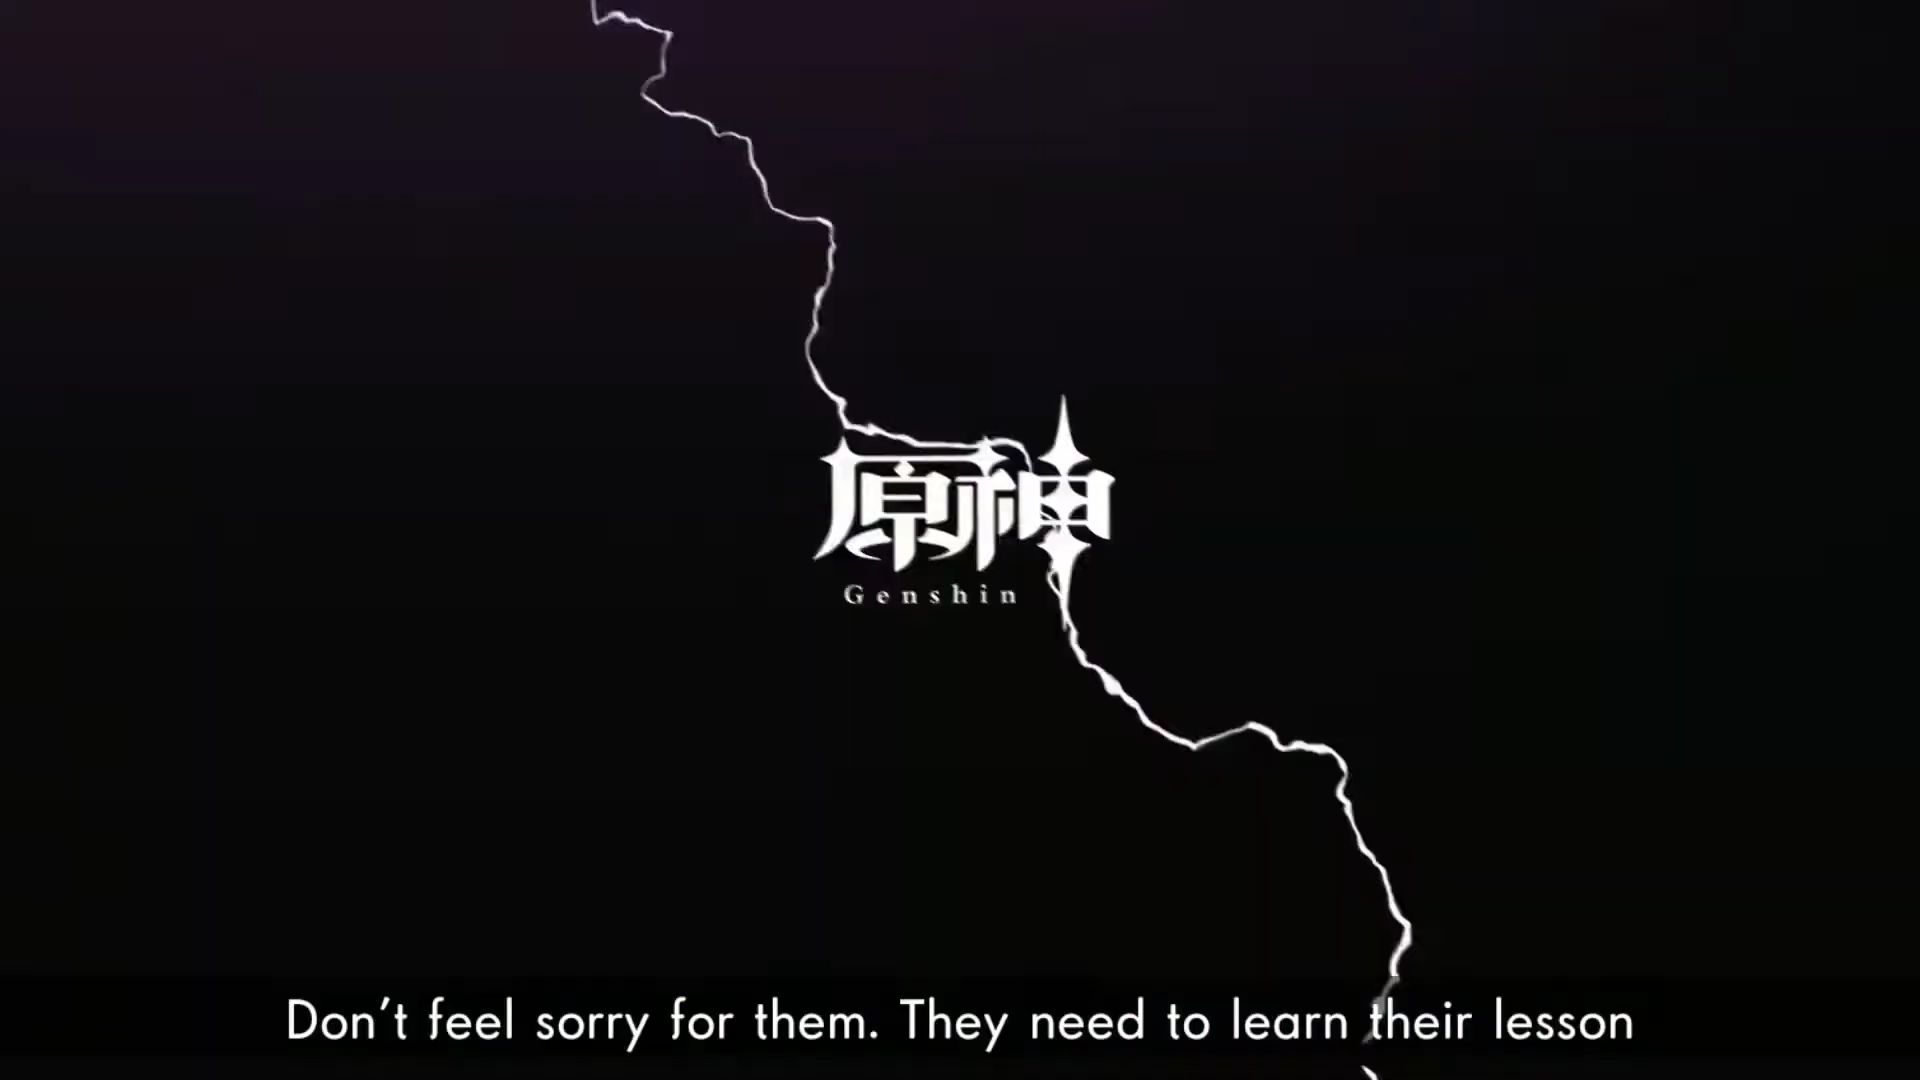 原神
Genshin
Don’t feel sorry for them. They need to learn their lesson